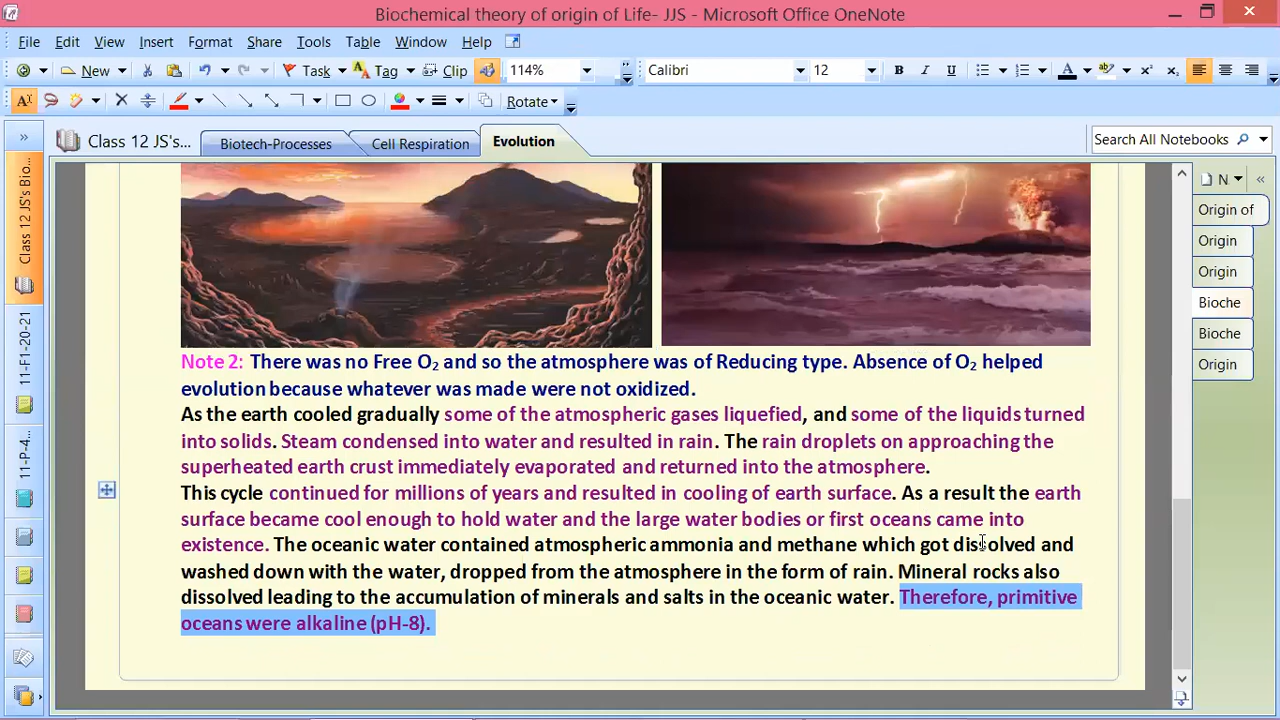 Biochemical theory of origin of Life- JJS - Microsoft Office OneNote
File Edit View Insert Format Share Tools Table Window Help
New Task Tag Clip 114% Calibri 12 B I U
Rotate
Class 12 JS's... Biotech-Processes Cell Respiration Evolution Search All Notebooks
N
Origin of
Origin
Origin
Bioche
Bioche
Origin
Class 12 JS's Bio...
11-F1-20-21
11-P-4...
Note 2: There was no Free O₂ and so the atmosphere was of Reducing type. Absence of O₂ helped
evolution because whatever was made were not oxidized.
As the earth cooled gradually some of the atmospheric gases liquefied, and some of the liquids turned
into solids. Steam condensed into water and resulted in rain. The rain droplets on approaching the
superheated earth crust immediately evaporated and returned into the atmosphere.
This cycle continued for millions of years and resulted in cooling of earth surface. As a result the earth
surface became cool enough to hold water and the large water bodies or first oceans came into
existence. The oceanic water contained atmospheric ammonia and methane which got dissolved and
washed down with the water, dropped from the atmosphere in the form of rain. Mineral rocks also
dissolved leading to the accumulation of minerals and salts in the oceanic water. Therefore, primitive
oceans were alkaline (pH-8).